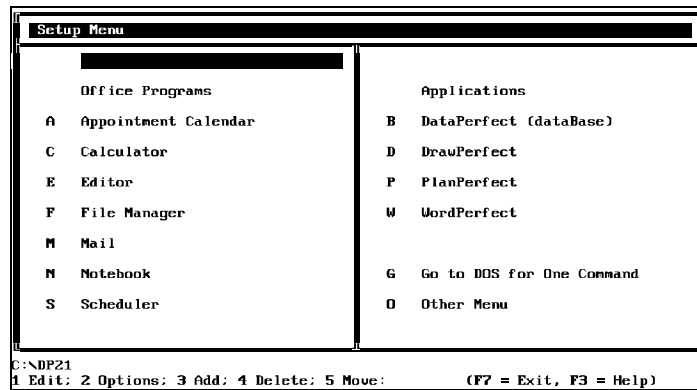 Setup Menu
Office Programs Applications
A Appointment Calendar B DataPerfect (dataBase)
C Calculator D DrawPerfect
E Editor P PlanPerfect
F File Manager W WordPerfect
M Mail
N Notebook G Go to DOS for One Command
S Scheduler O Other Menu
C:\DP21
1 Edit; 2 Options; 3 Add; 4 Delete; 5 Move: (F7 = Exit, F3 = Help)